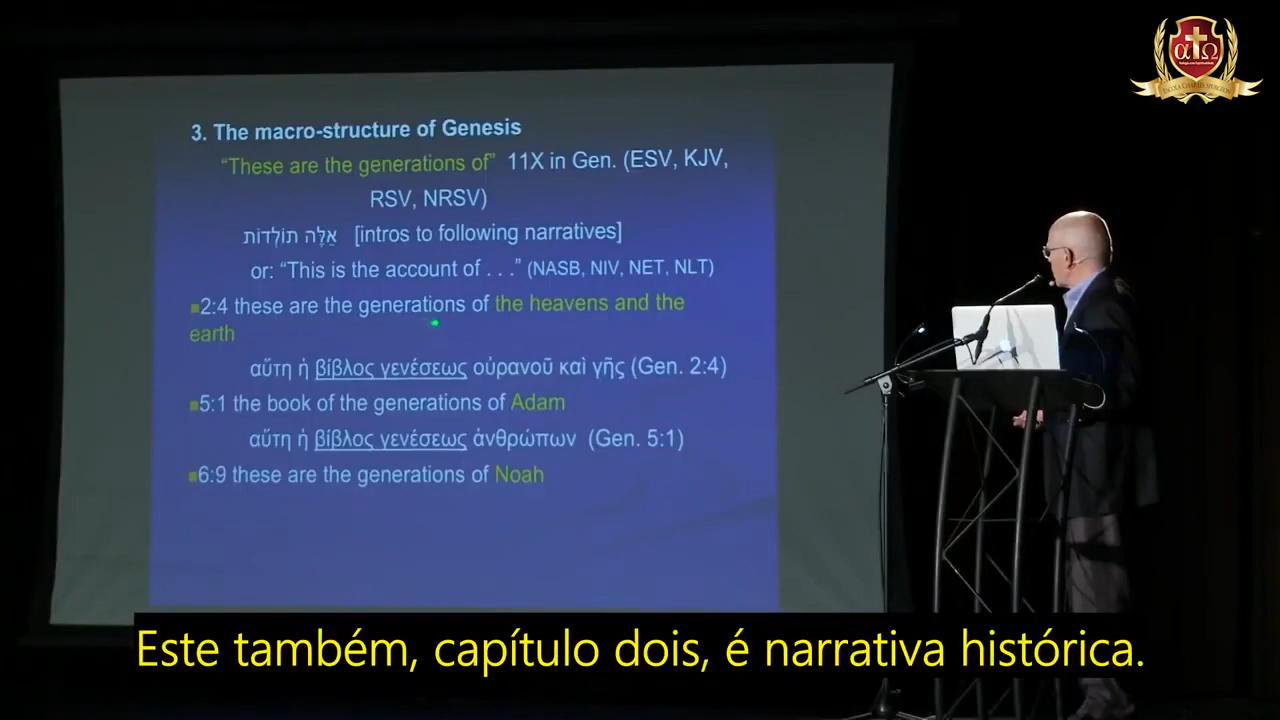 α Ω
ESCOLA CHARLES SPURGEON
3. The macro-structure of Genesis
“These are the generations of” 11X in Gen. (ESV, KJV,
RSV, NRSV)
אֵלֶּה תוֹלְדוֹת [intros to following narratives]
or: “This is the account of . . .” (NASB, NIV, NET, NLT)
2:4 these are the generations of the heavens and the
earth
αὕτη ἡ βίβλος γενέσεως οὐρανοῦ καὶ γῆς (Gen. 2:4)
5:1 the book of the generations of Adam
αὕτη ἡ βίβλος γενέσεως ἀνθρώπων (Gen. 5:1)
6:9 these are the generations of Noah
Este também, capítulo dois, é narrativa histórica.